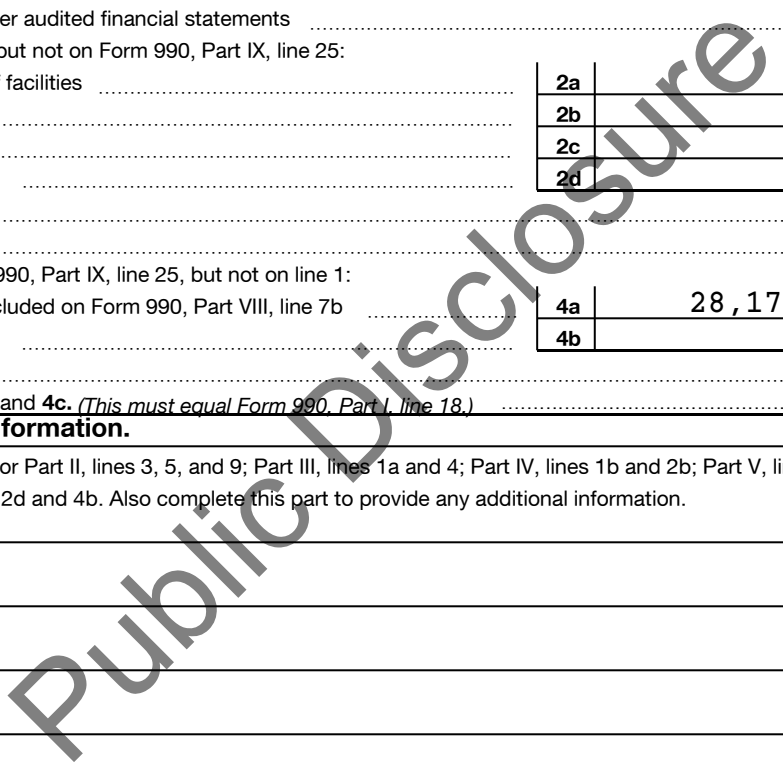 er audited financial statements
but not on Form 990, Part IX, line 25:
facilities 2a
2b
2c
2d
990, Part IX, line 25, but not on line 1:
cluded on Form 990, Part VIII, line 7b 4a 28,17
4b
and 4c. (This must equal Form 990, Part I, line 18.)
formation.
or Part II, lines 3, 5, and 9; Part III, lines 1a and 4; Part IV, lines 1b and 2b; Part V, li
2d and 4b. Also complete this part to provide any additional information.
Public Disclosure